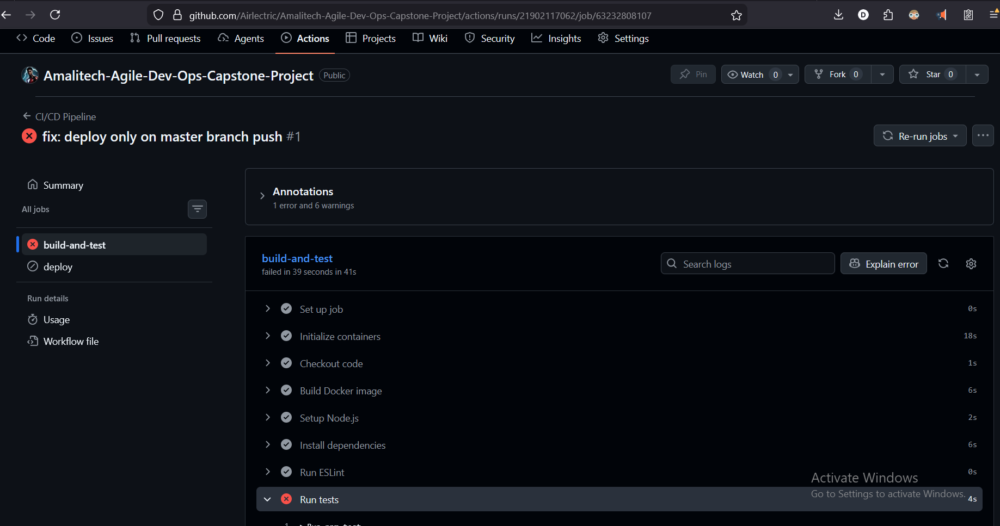 github.com/Airlectric/Amalitech-Agile-Dev-Ops-Capstone-Project/actions/runs/21902117062/job/63232808107
D
Code Issues Pull requests Agents Actions Projects Wiki Security Insights Settings
Amalitech-Agile-Dev-Ops-Capstone-Project Public
Pin Watch 0 Fork 0 Star 0
CI/CD Pipeline
fix: deploy only on master branch push #1
Re-run jobs
Summary
All jobs
build-and-test
deploy
Run details
Usage
Workflow file
Annotations
1 error and 6 warnings
build-and-test
failed in 39 seconds in 41s
Search logs
Explain error
Set up job 0s
Initialize containers 18s
Checkout code 1s
Build Docker image 6s
Setup Node.js 2s
Install dependencies 6s
Run ESLint 0s
Run tests 4s
Activate Windows
Go to Settings to activate Windows.